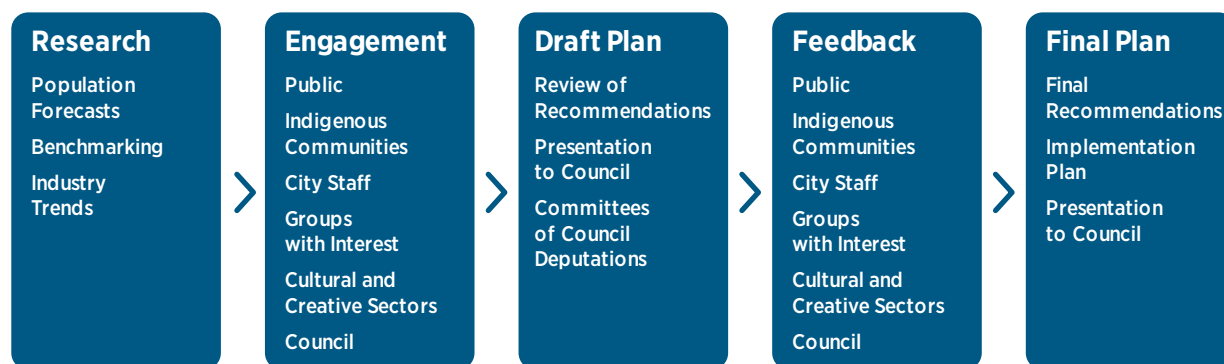 Research
Population
Forecasts
Benchmarking
Industry
Trends
Engagement
Public
Indigenous
Communities
City Staff
Groups
with Interest
Cultural and
Creative Sectors
Council
Draft Plan
Review of
Recommendations
Presentation
to Council
Committees
of Council
Deputations
Feedback
Public
Indigenous
Communities
City Staff
Groups
with Interest
Cultural and
Creative Sectors
Council
Final Plan
Final
Recommendations
Implementation
Plan
Presentation
to Council